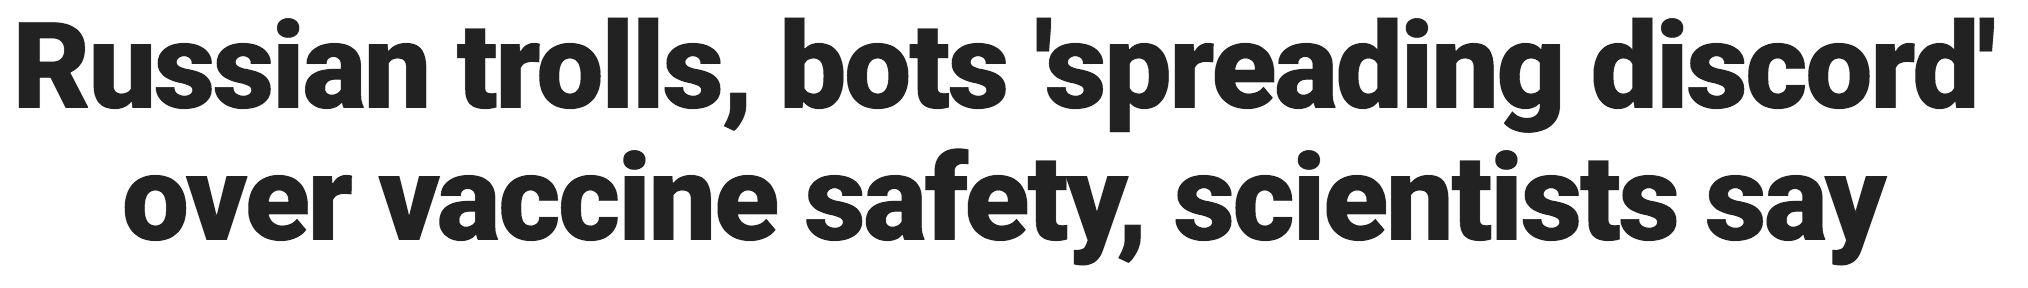 Russian trolls, bots 'spreading discord'
over vaccine safety, scientists say